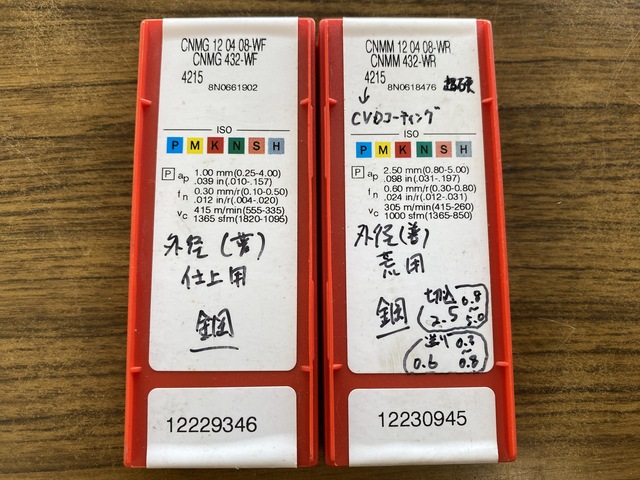 CNMG 12 04 08-WF
CNMG 432-WF
4215
8N0661902
ISO
P M K N S H
P ap 1.00 mm(0.25-4.00)
.039 in(.010-.157)
fn 0.30 mm/r(0.10-0.50)
.012 in/r(.004-.020)
vc 415 m/min(555-335)
1365 sfm(1820-1095)
外径(善)
仕上用
鋼
12229346
CNMM 12 04 08-WR
CNMM 432-WR
4215
8N0618476 超硬
↓
CVDコーティング
ISO
P M K N S H
P ap 2.50 mm(0.80-5.00)
.098 in(.031-.197)
fn 0.60 mm/r(0.30-0.80)
.024 in/r(.012-.031)
vc 305 m/min(415-260)
1000 sfm(1365-850)
外径(善)
荒用
鋼
切込 0.8
2.5 ~
5.0
送り 0.3
~
0.6 0.8
12230945